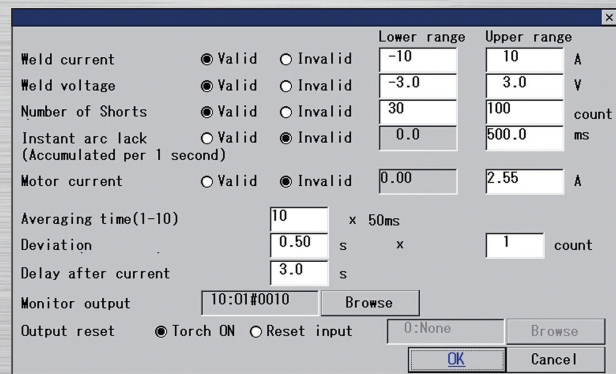 Lower range Upper range
Weld current Valid Invalid -10 10 A
Weld voltage Valid Invalid -3.0 3.0 V
Number of Shorts Valid Invalid 30 100 count
Instant arc lack Valid Invalid 0.0 500.0 ms
(Accumulated per 1 second)
Motor current Valid Invalid 0.00 2.55 A
Averaging time(1-10) 10 x 50ms
Deviation 0.50 s x 1 count
Delay after current 3.0 s
Monitor output 10:01#0010 Browse
Output reset Torch ON Reset input 0:None Browse
OK Cancel